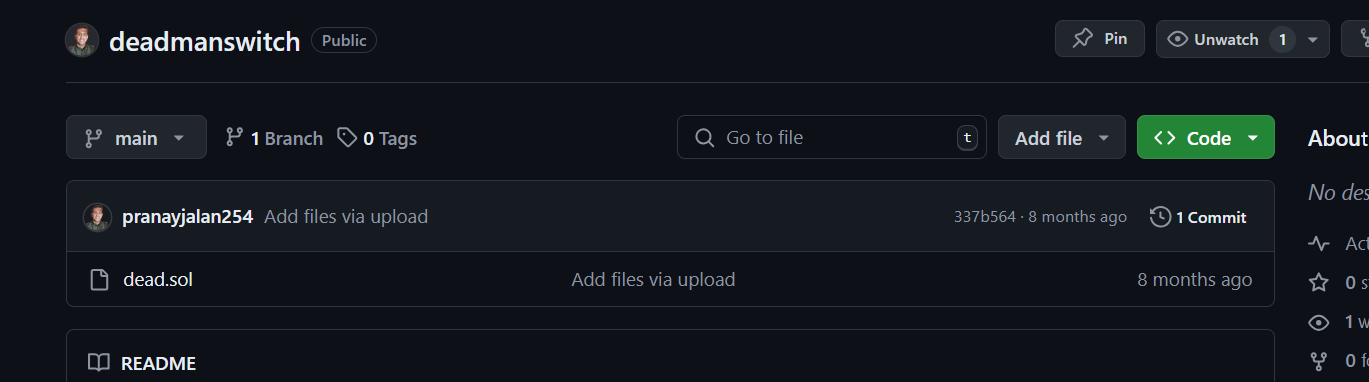 deadmanswitch Public Pin Unwatch 1
main 1 Branch 0 Tags Go to file t Add file Code About
No des
pranayjalan254 Add files via upload 337b564 · 8 months ago 1 Commit
Act
dead.sol Add files via upload 8 months ago
0 s
1 w
README
0 fo